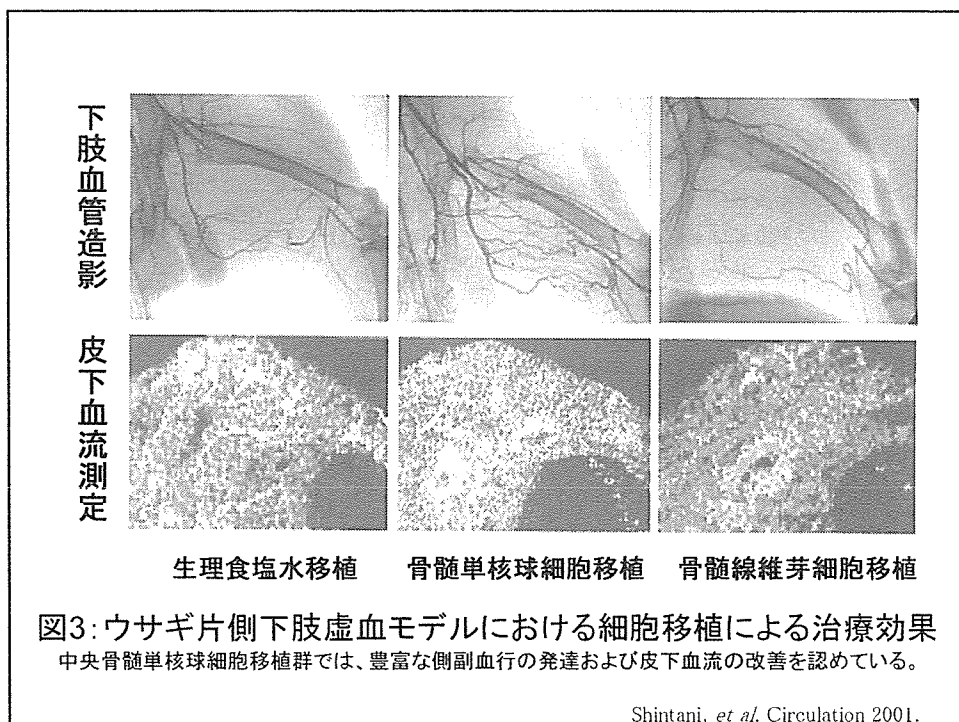 下肢血管造影
皮下血流測定
生理食塩水移植 骨髄単核球細胞移植 骨髄線維芽細胞移植
図3:ウサギ片側下肢虚血モデルにおける細胞移植による治療効果
中央骨髄単核球細胞移植群では、豊富な側副血行の発達および皮下血流の改善を認めている。
Shintani, et al. Circulation 2001.